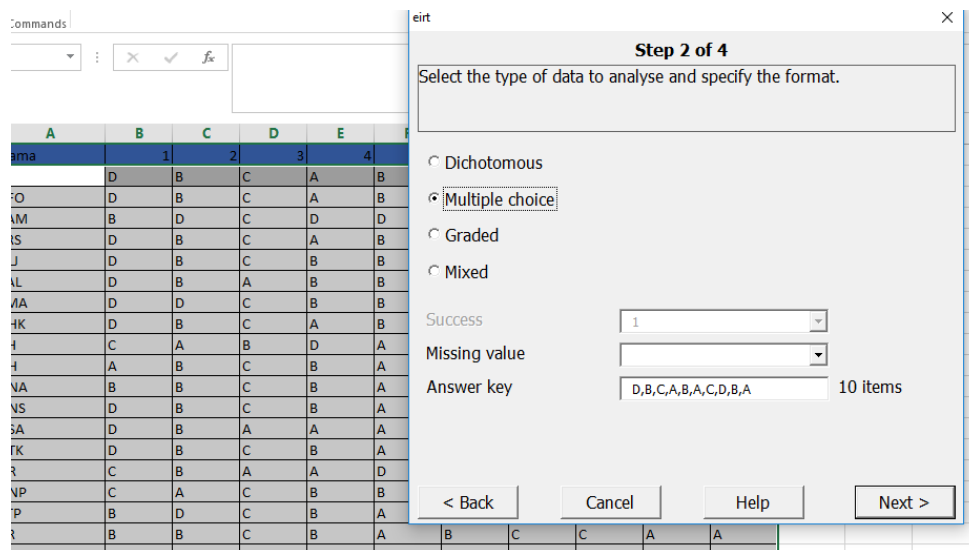 Commands
fx
A B C D E
ama 1 2 3 4
D B C A B
FO D B C A B
AM B D C D D
RS D B C A B
D B C B B
AL D B A B B
MA D D C B B
HK D B C A B
H C A B D A
H A B C B A
NA B B C B A
NS D B C B A
SA D B A A A
TK D B C B A
R C B A A D
NP C A C B B
TP B D C B A
R B B C B A B C C A A
eirt
Step 2 of 4
Select the type of data to analyse and specify the format.
Dichotomous
Multiple choice
Graded
Mixed
Success 1
Missing value
Answer key D,B,C,A,B,A,C,D,B,A 10 items
< Back Cancel Help Next >